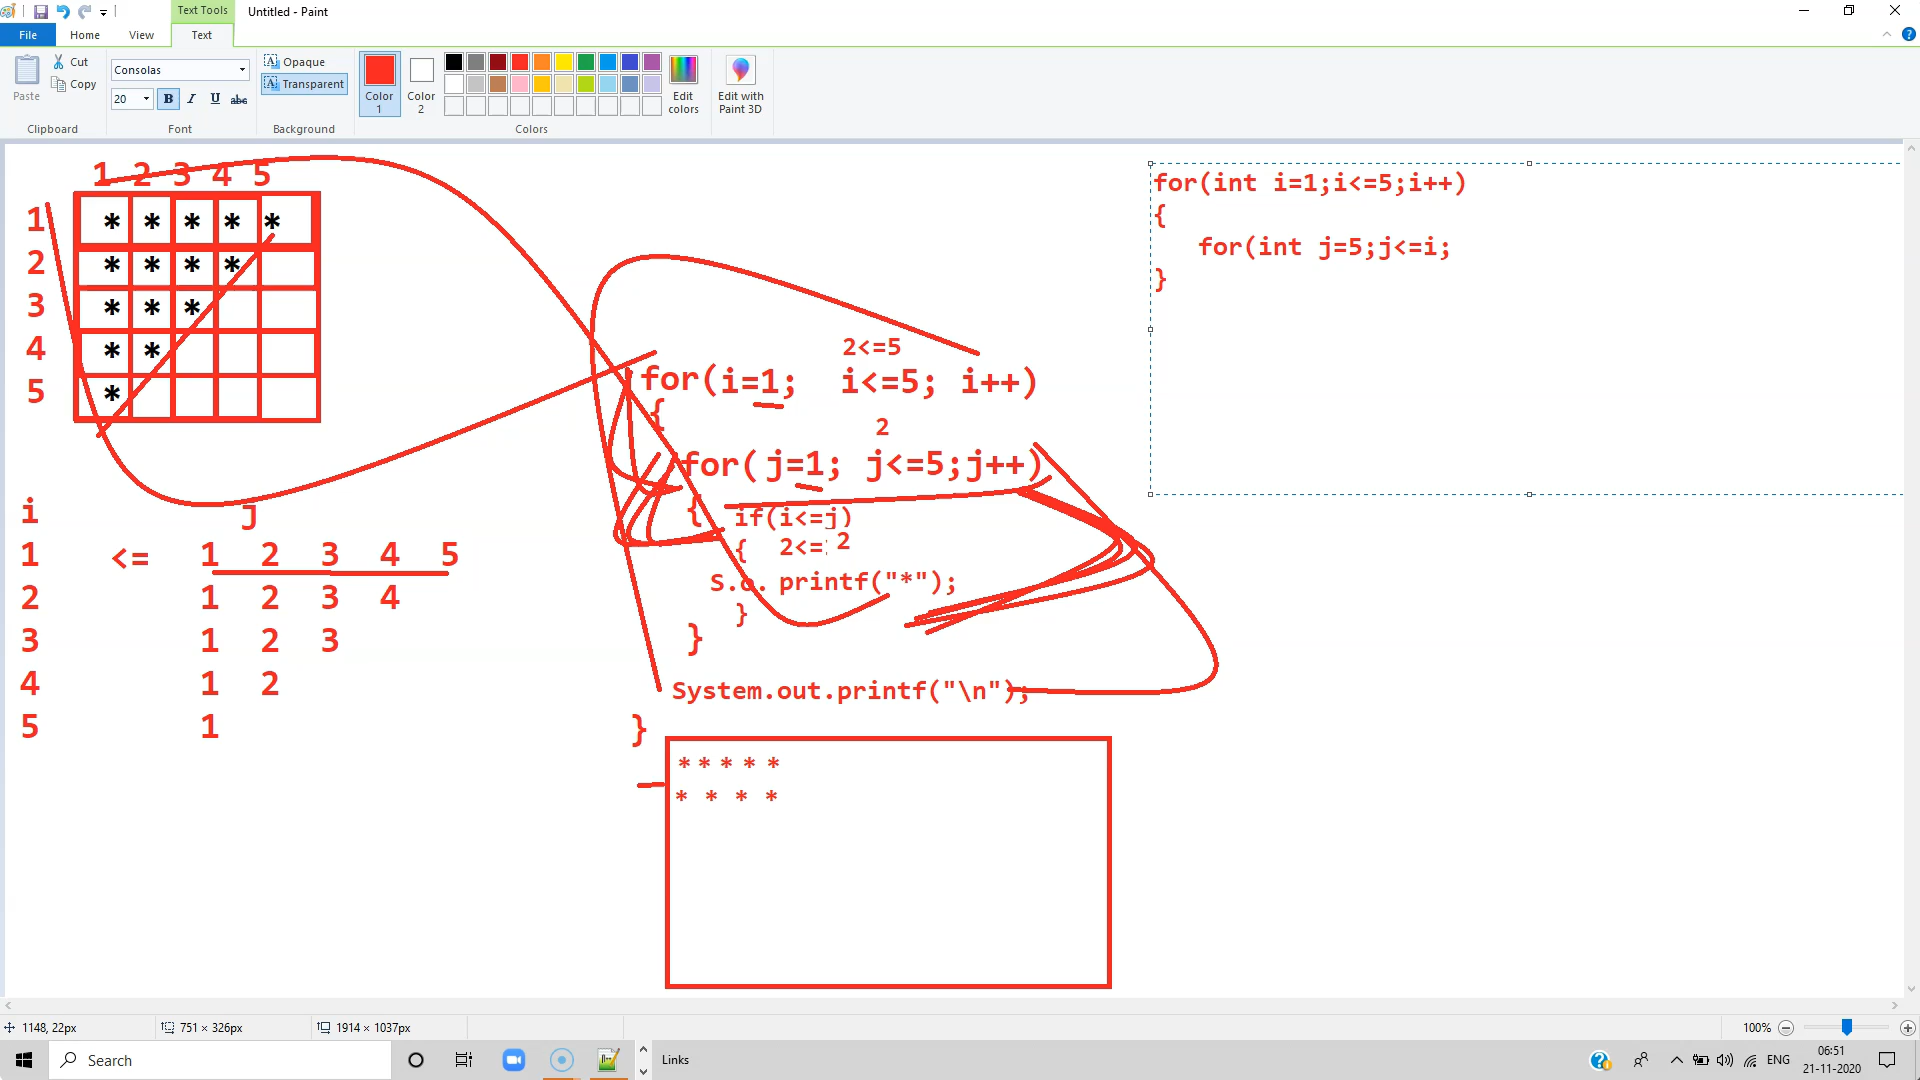 Text Tools
Untitled - Paint
File Home View Text
Paste
Cut
Copy
Clipboard
Consolas
20 B I U abc
Font
Opaque
Transparent
Background
Color 1
Color 2
Edit colors
Edit with Paint 3D
Colors
1 2 3 4 5
1 * * * * *
2 * * * *
3 * * *
4 * *
5 *
i j
1 <= 1 2 3 4 5
2 1 2 3 4
3 1 2 3
4 1 2
5 1
2<=5
for(i=1; i<=5; i++)
{
2
for(j=1; j<=5;j++)
{ if(i<=j)
{ 2<= 2
S.o. printf("*");
}
}
System.out.printf("\n");
}
* * * * *
* * * *
for(int i=1;i<=5;i++)
{
for(int j=5;j<=i;
}
1148, 22px
751 × 326px
1914 × 1037px
100%
Search
Links
ENG
06:51
21-11-2020